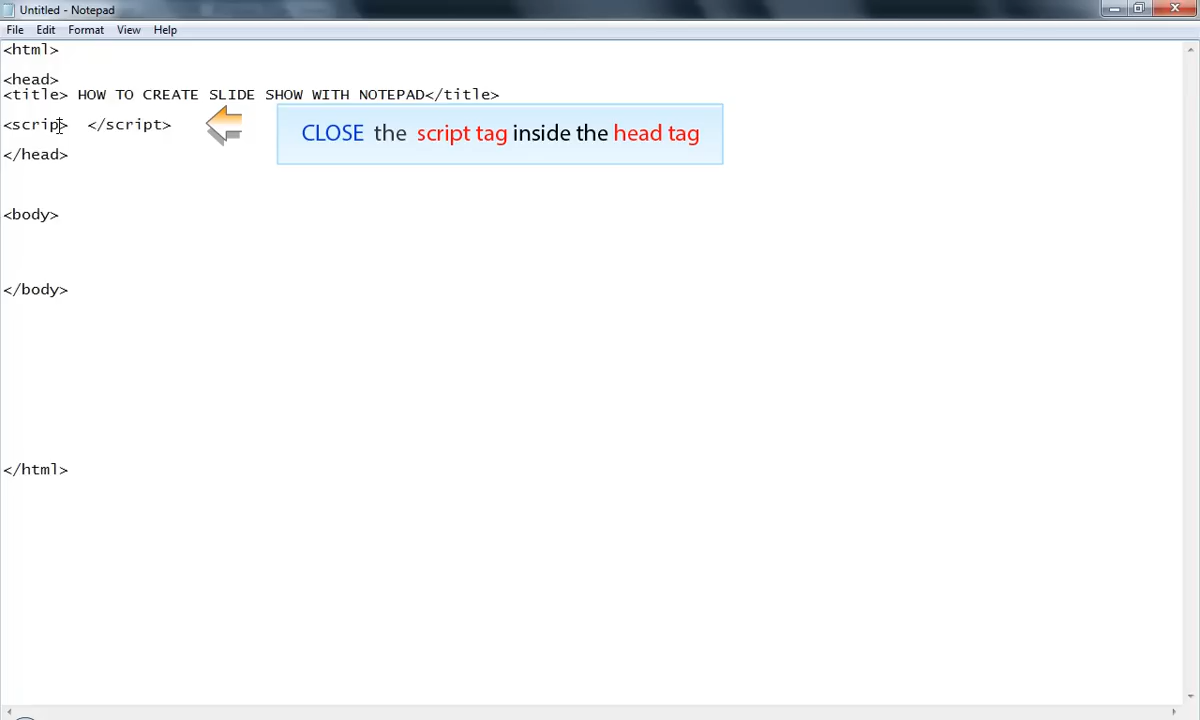 Untitled - Notepad
File Edit Format View Help
<html>
<head>
<title> HOW TO CREATE SLIDE SHOW WITH NOTEPAD</title>
<script> </script>
CLOSE the script tag inside the head tag
</head>
<body>
</body>
</html>